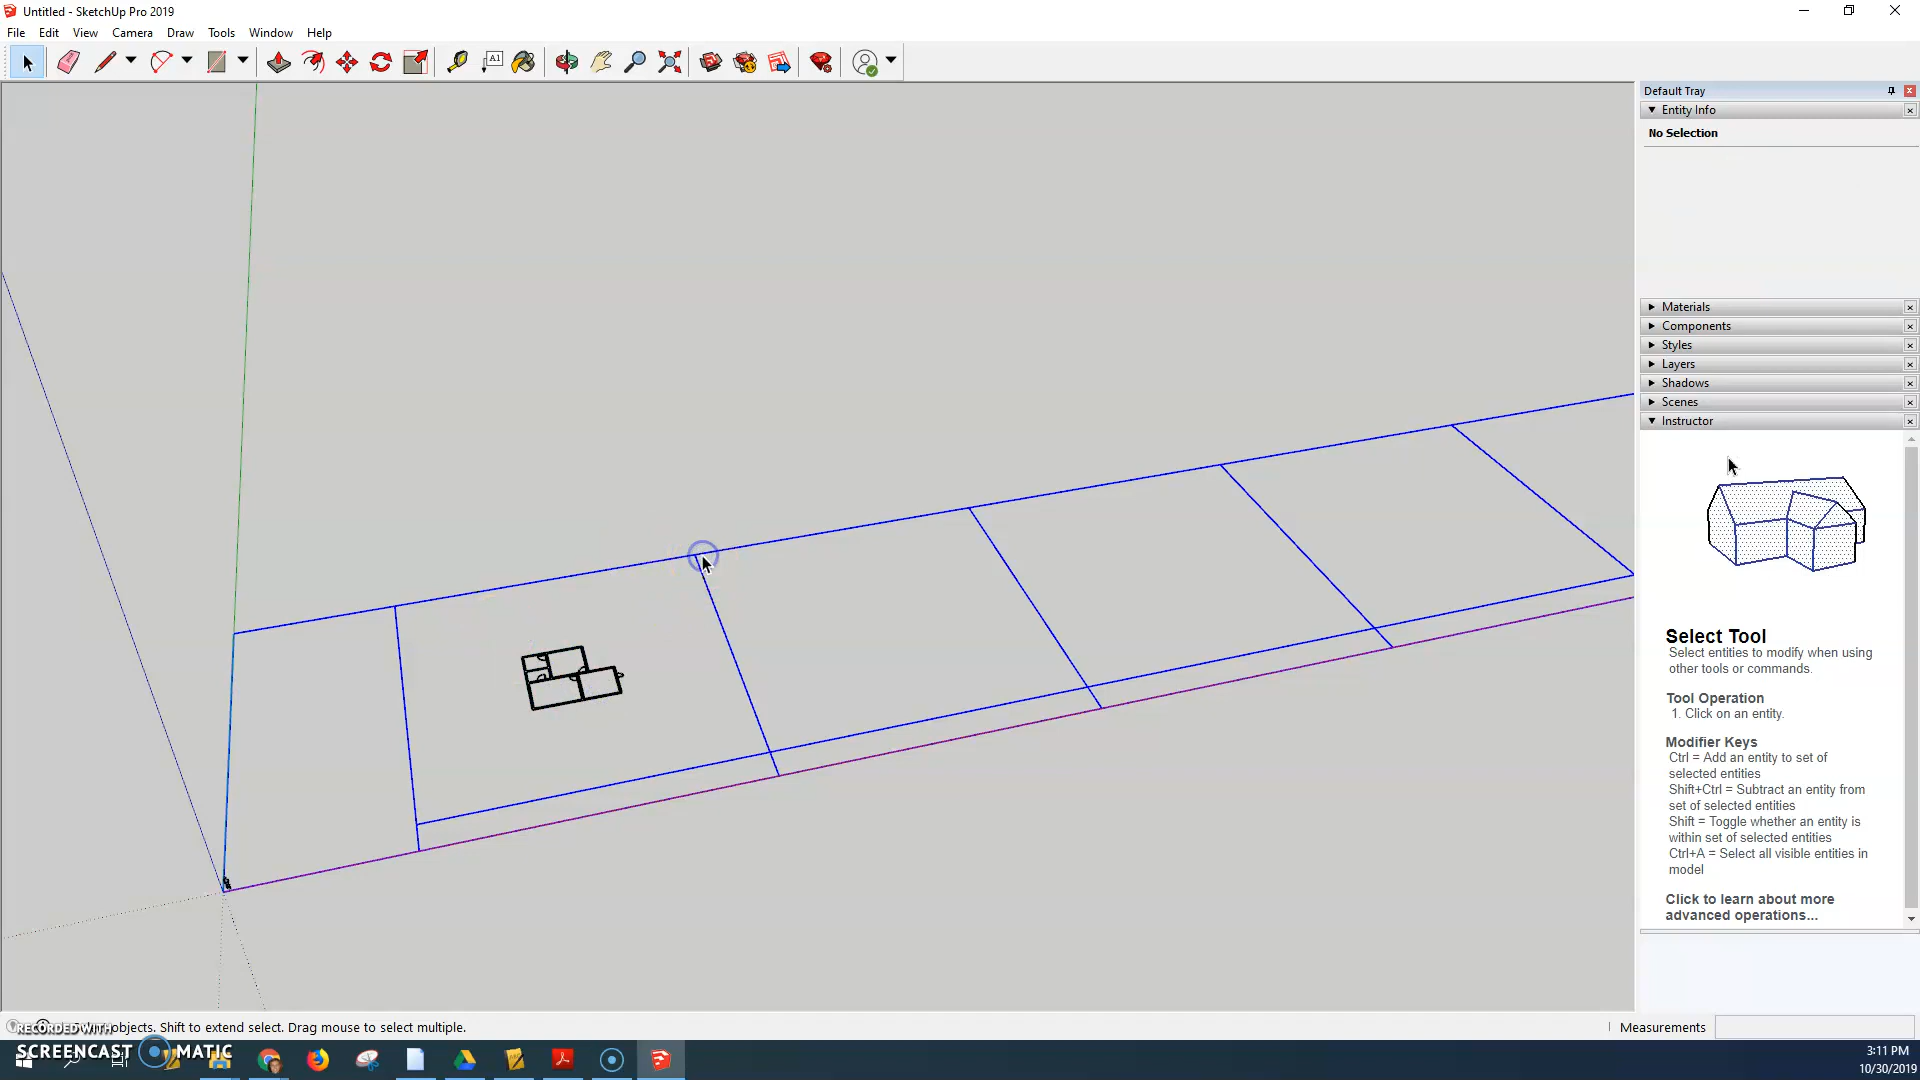 Untitled - SketchUp Pro 2019
File Edit View Camera Draw Tools Window Help
A1
Default Tray
Entity Info
No Selection
Materials
Components
Styles
Layers
Shadows
Scenes
Instructor
Select Tool
Select entities to modify when using
other tools or commands.
Tool Operation
1. Click on an entity.
Modifier Keys
Ctrl = Add an entity to set of
selected entities
Shift+Ctrl = Subtract an entity from
set of selected entities
Shift = Toggle whether an entity is
within set of selected entities
Ctrl+A = Select all visible entities in
model
Click to learn about more
advanced operations...
objects. Shift to extend select. Drag mouse to select multiple.
Measurements
RECORDED WITH
SCREENCAST MATIC
3:11 PM
10/30/2019